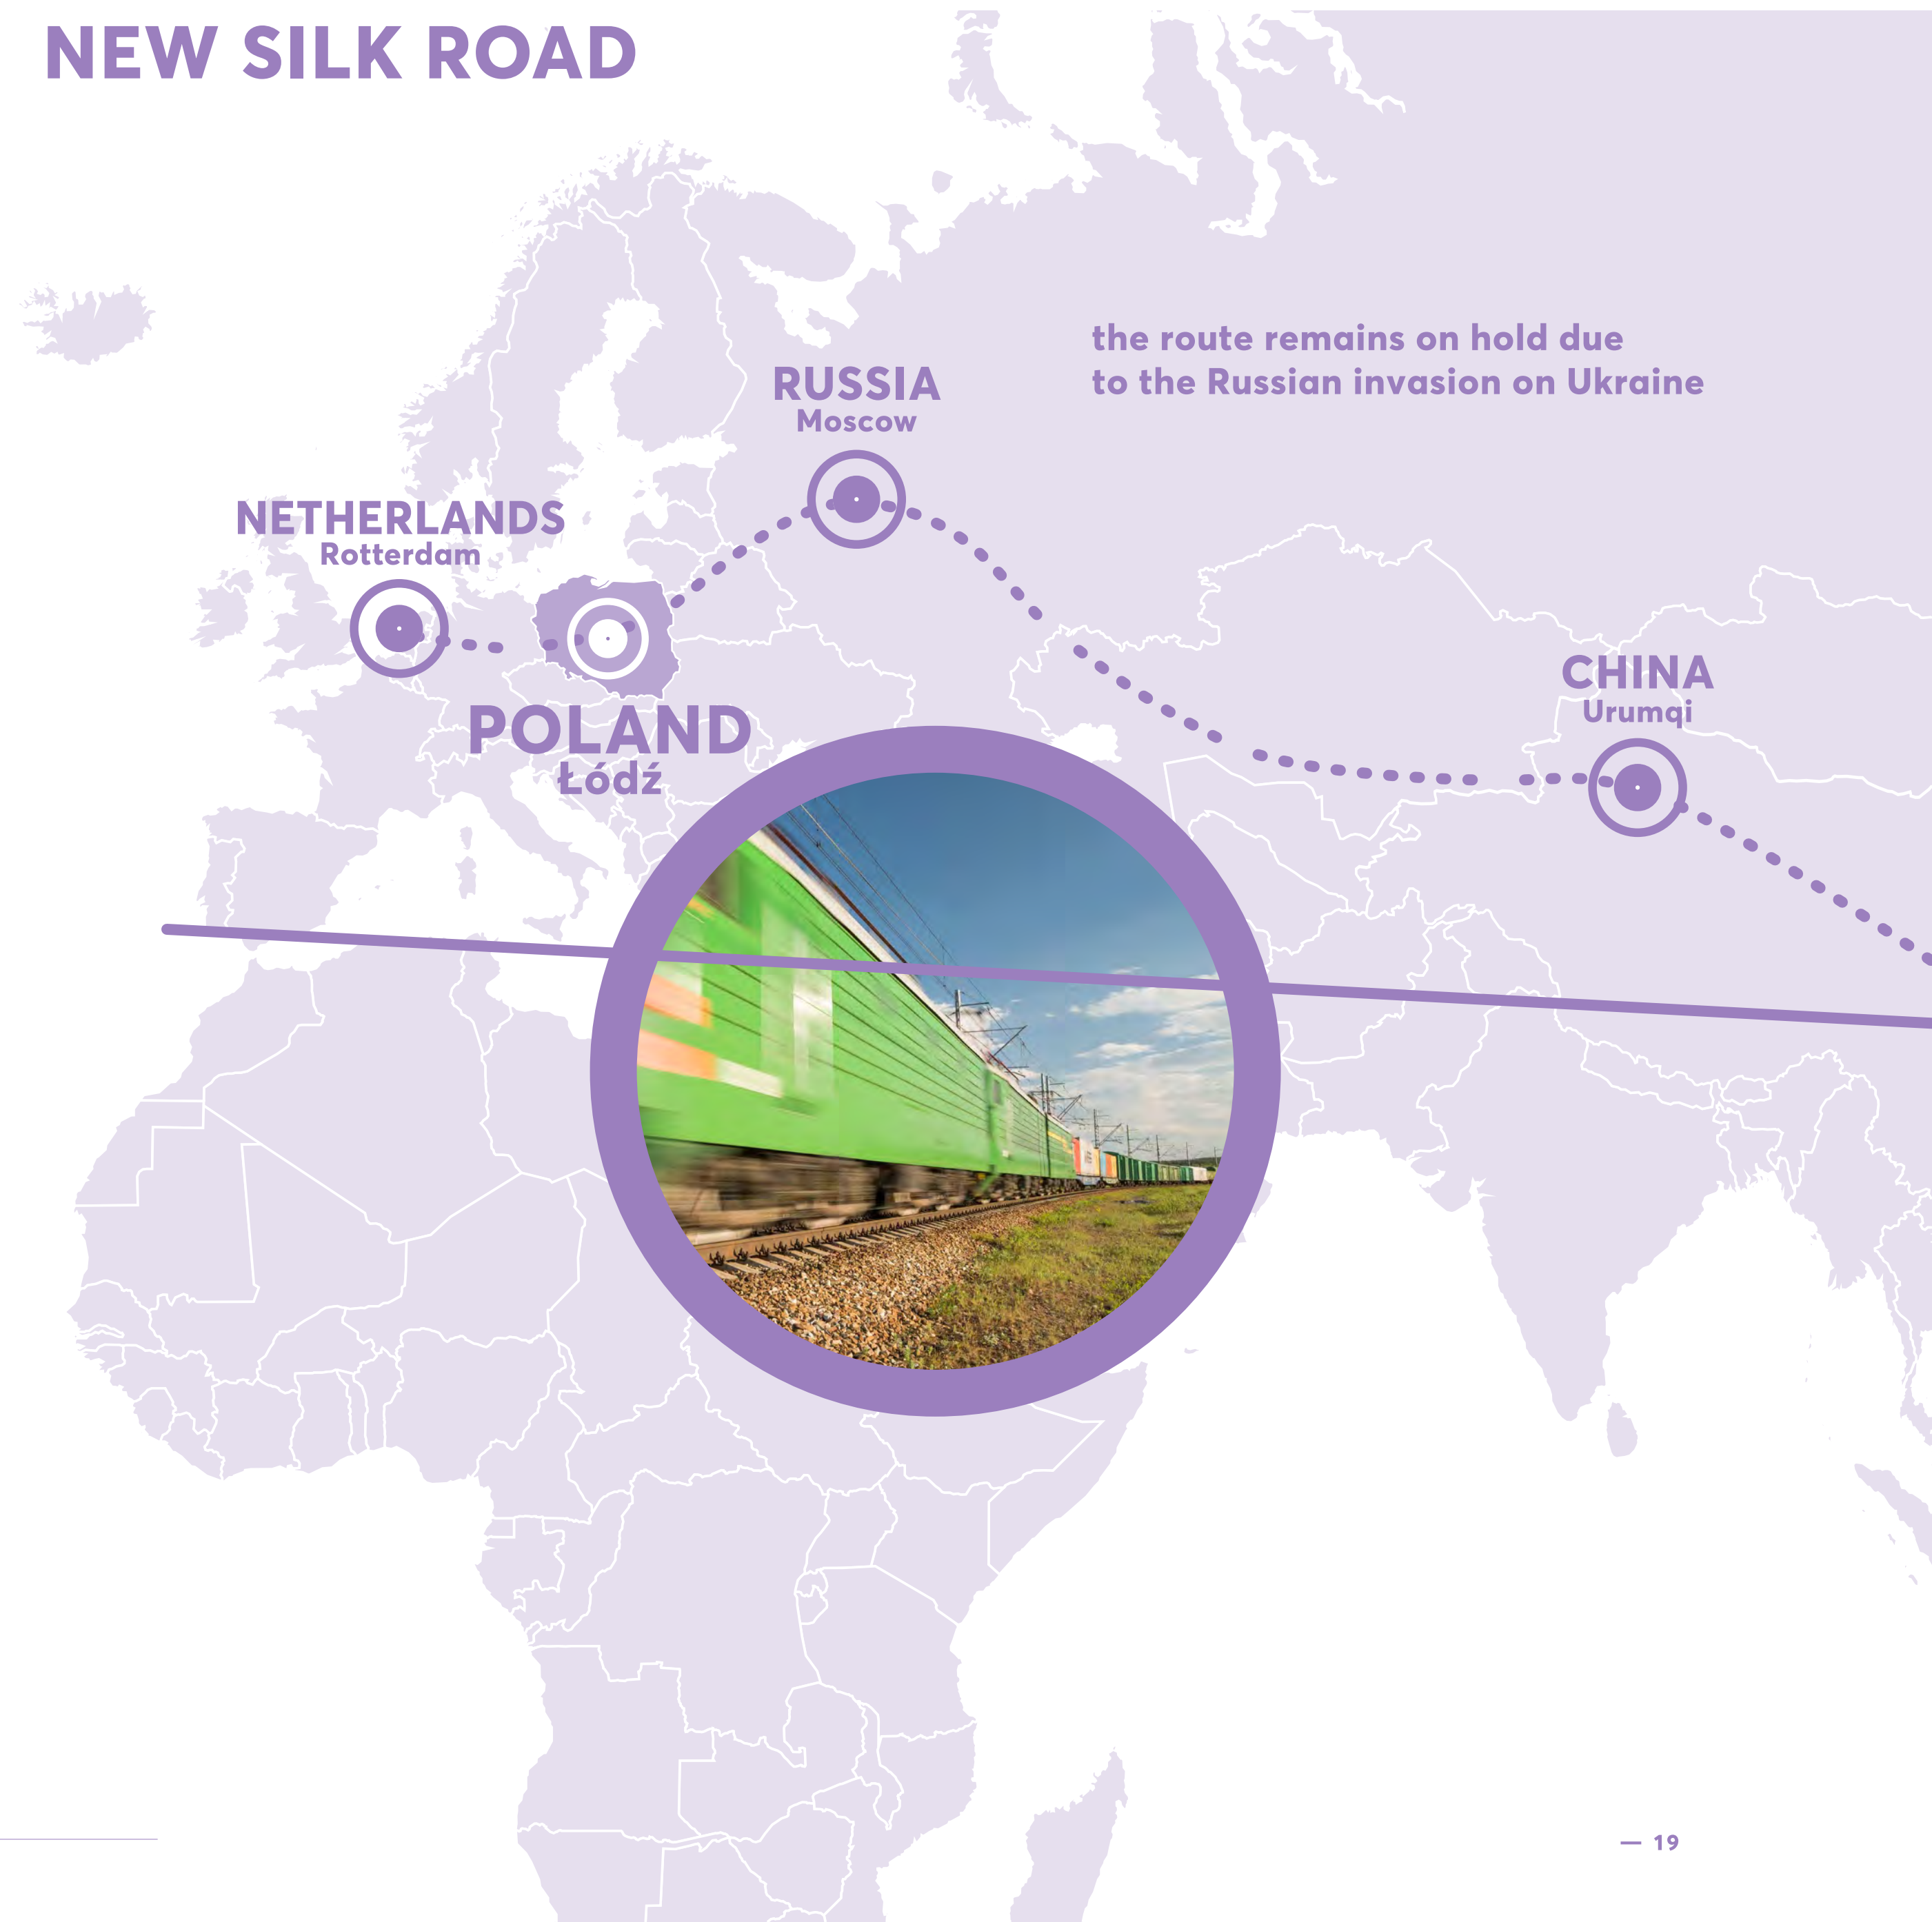 NEW SILK ROAD
the route remains on hold due
to the Russian invasion on Ukraine
RUSSIA
Moscow
NETHERLANDS
Rotterdam
CHINA
Urumqi
POLAND
Łódź
— 19